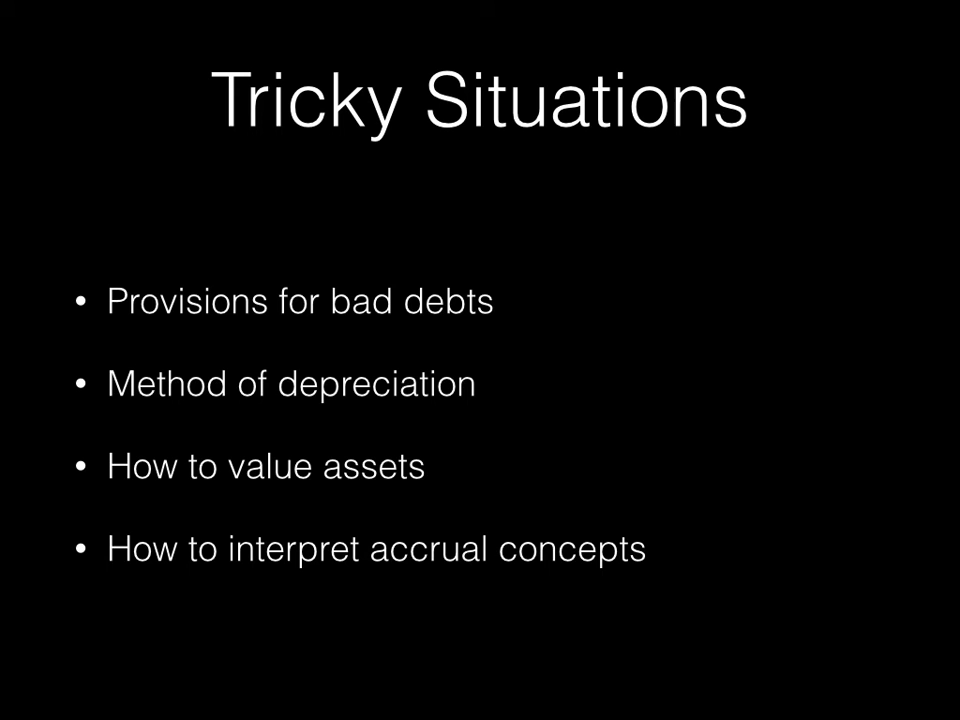 Tricky Situations
• Provisions for bad debts
• Method of depreciation
• How to value assets
• How to interpret accrual concepts